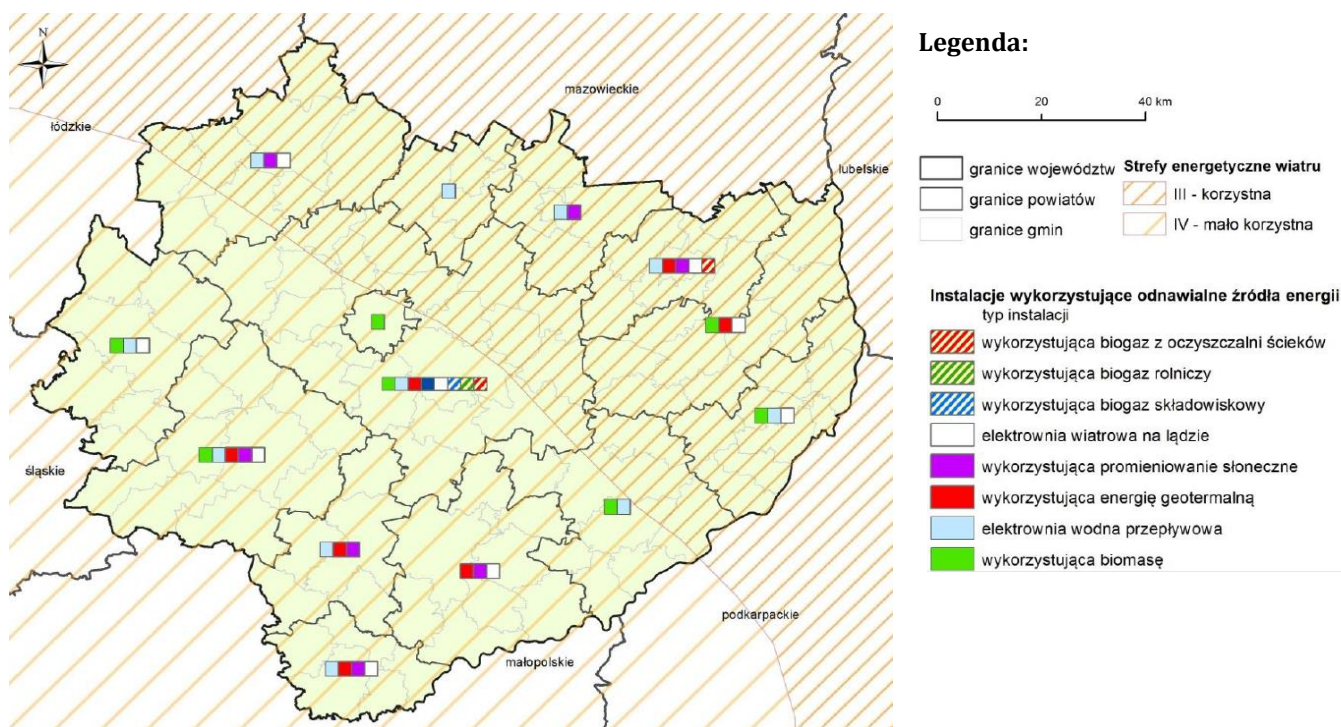 N
mazowieckie
łódzkie
lubelskie
śląskie
podkarpackie
małopolskie
Legenda:
0 20 40 km
granice województw
granice powiatów
granice gmin
Strefy energetyczne wiatru
III - korzystna
IV - mało korzystna
Instalacje wykorzystujące odnawialne źródła energii
typ instalacji
wykorzystująca biogaz z oczyszczalni ścieków
wykorzystująca biogaz rolniczy
wykorzystująca biogaz składowiskowy
elektrownia wiatrowa na lądzie
wykorzystująca promieniowanie słoneczne
wykorzystująca energię geotermalną
elektrownia wodna przepływowa
wykorzystująca biomasę